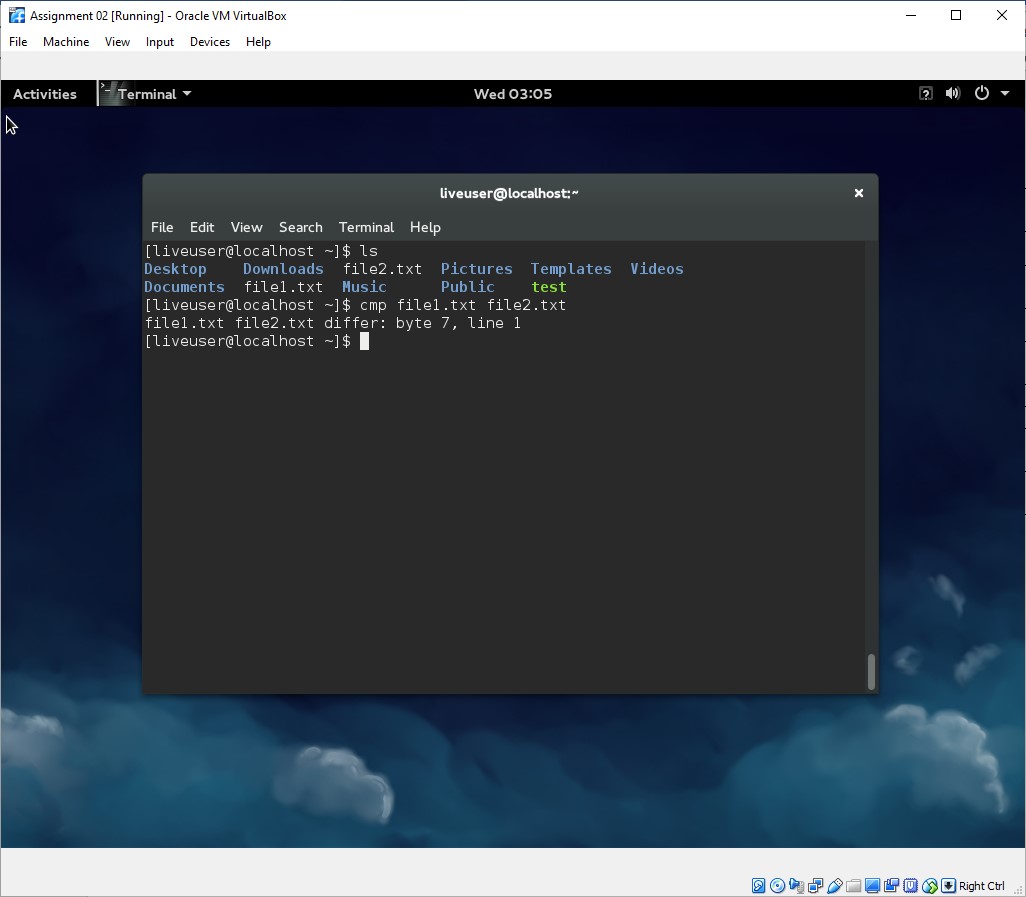 Assignment 02 [Running] - Oracle VM VirtualBox
File Machine View Input Devices Help
Activities Terminal Wed 03:05
liveuser@localhost:~
File Edit View Search Terminal Help
[liveuser@localhost ~]$ ls
Desktop Downloads file2.txt Pictures Templates Videos
Documents file1.txt Music Public test
[liveuser@localhost ~]$ cmp file1.txt file2.txt
file1.txt file2.txt differ: byte 7, line 1
[liveuser@localhost ~]$
Right Ctrl